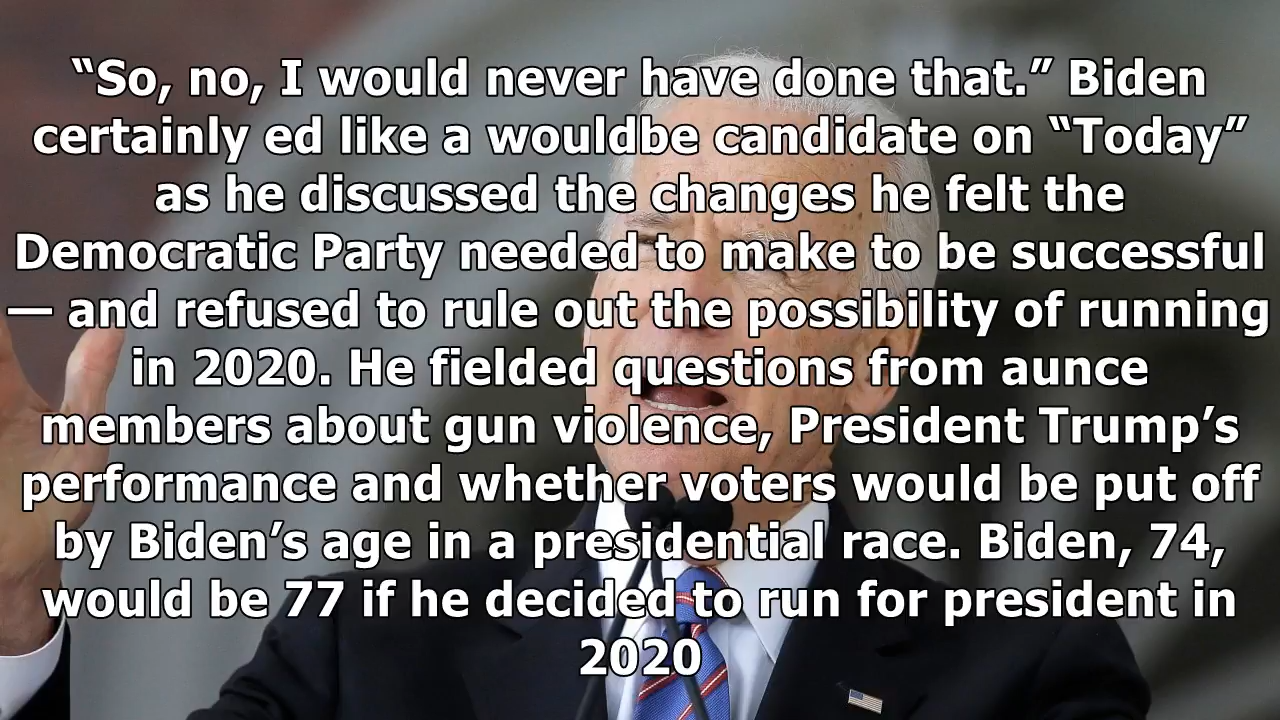 “So, no, I would never have done that.” Biden
certainly ed like a wouldbe candidate on “Today”
as he discussed the changes he felt the
Democratic Party needed to make to be successful
— and refused to rule out the possibility of running
in 2020. He fielded questions from aunce
members about gun violence, President Trump’s
performance and whether voters would be put off
by Biden’s age in a presidential race. Biden, 74,
would be 77 if he decided to run for president in
2020